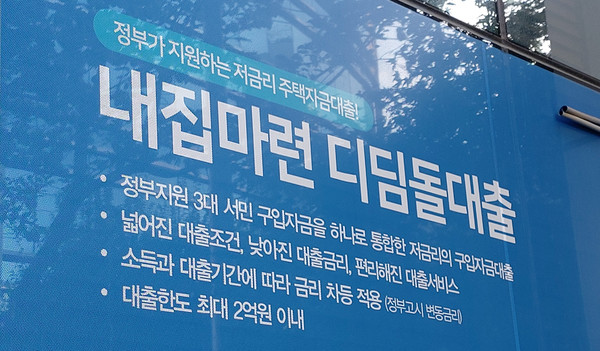 정부가 지원하는 저금리 주택자금대출!
내집마련 디딤돌대출
• 정부지원 3대 서민 구입자금을 하나로 통합한 저금리의 구입자금대출
• 넓어진 대출조건, 낮아진 대출금리, 편리해진 대출서비스
• 소득과 대출기간에 따라 금리 차등 적용 (정부고시 변동금리)
• 대출한도 최대 2억원 이내